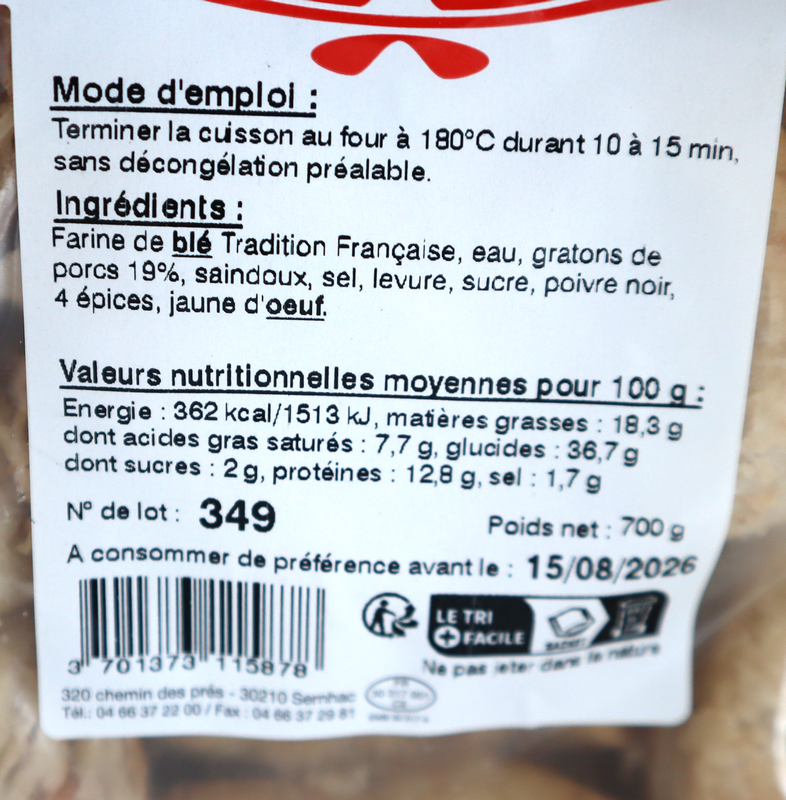 Mode d'emploi :
Terminer la cuisson au four à 180°C durant 10 à 15 min,
sans décongélation préalable.
Ingrédients :
Farine de blé Tradition Française, eau, gratons de
porcs 19%, saindoux, sel, levure, sucre, poivre noir,
4 épices, jaune d'oeuf.
Valeurs nutritionnelles moyennes pour 100 g :
Energie : 362 kcal/1513 kJ, matières grasses : 18,3 g
dont acides gras saturés : 7,7 g, glucides : 36,7 g
dont sucres : 2 g, protéines : 12,8 g, sel : 1,7 g
N° de lot : 349
Poids net : 700 g
A consommer de préférence avant le : 15/08/2026
LE TRI
+ FACILE
SACHET
3 701373 115878
Ne pas jeter dans la nature
320 chemin des prés - 30210 Sernhac
Tél.: 04 66 37 22 00 / Fax : 04 66 37 29 81